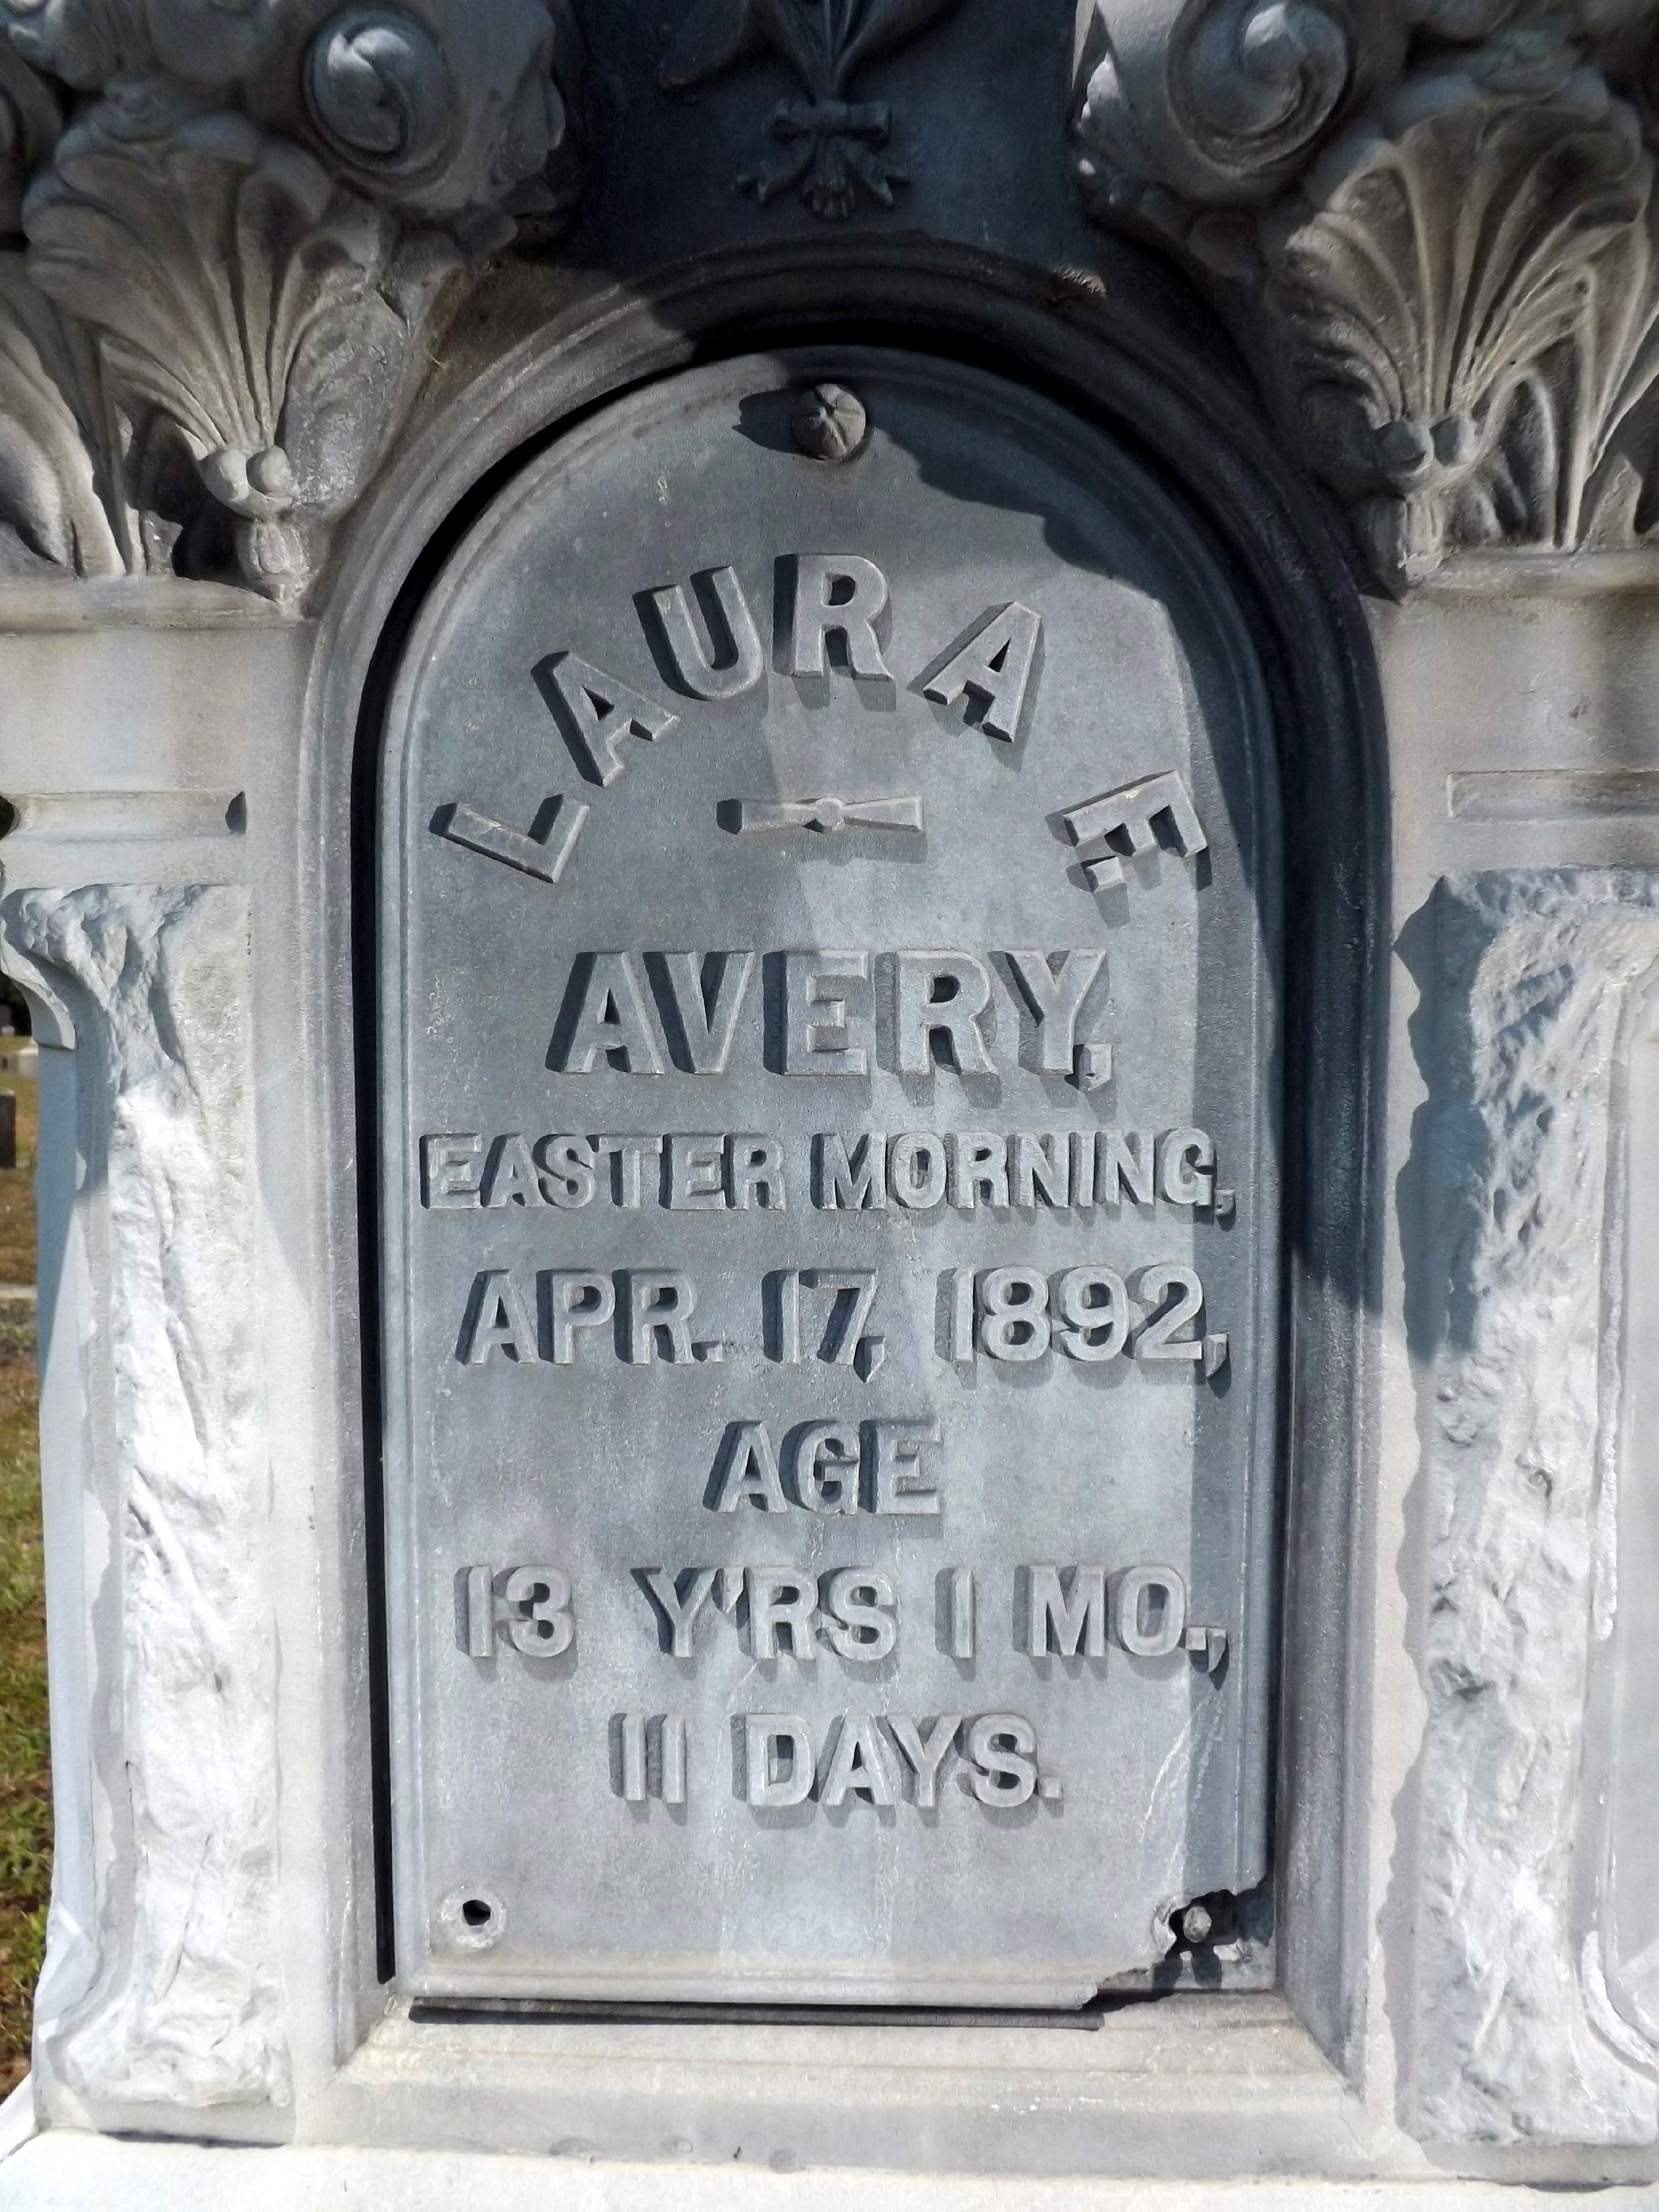 LAURA F.
AVERY,
EASTER MORNING,
APR. 17, 1892,
AGE
13 Y'RS 1 MO.,
11 DAYS.